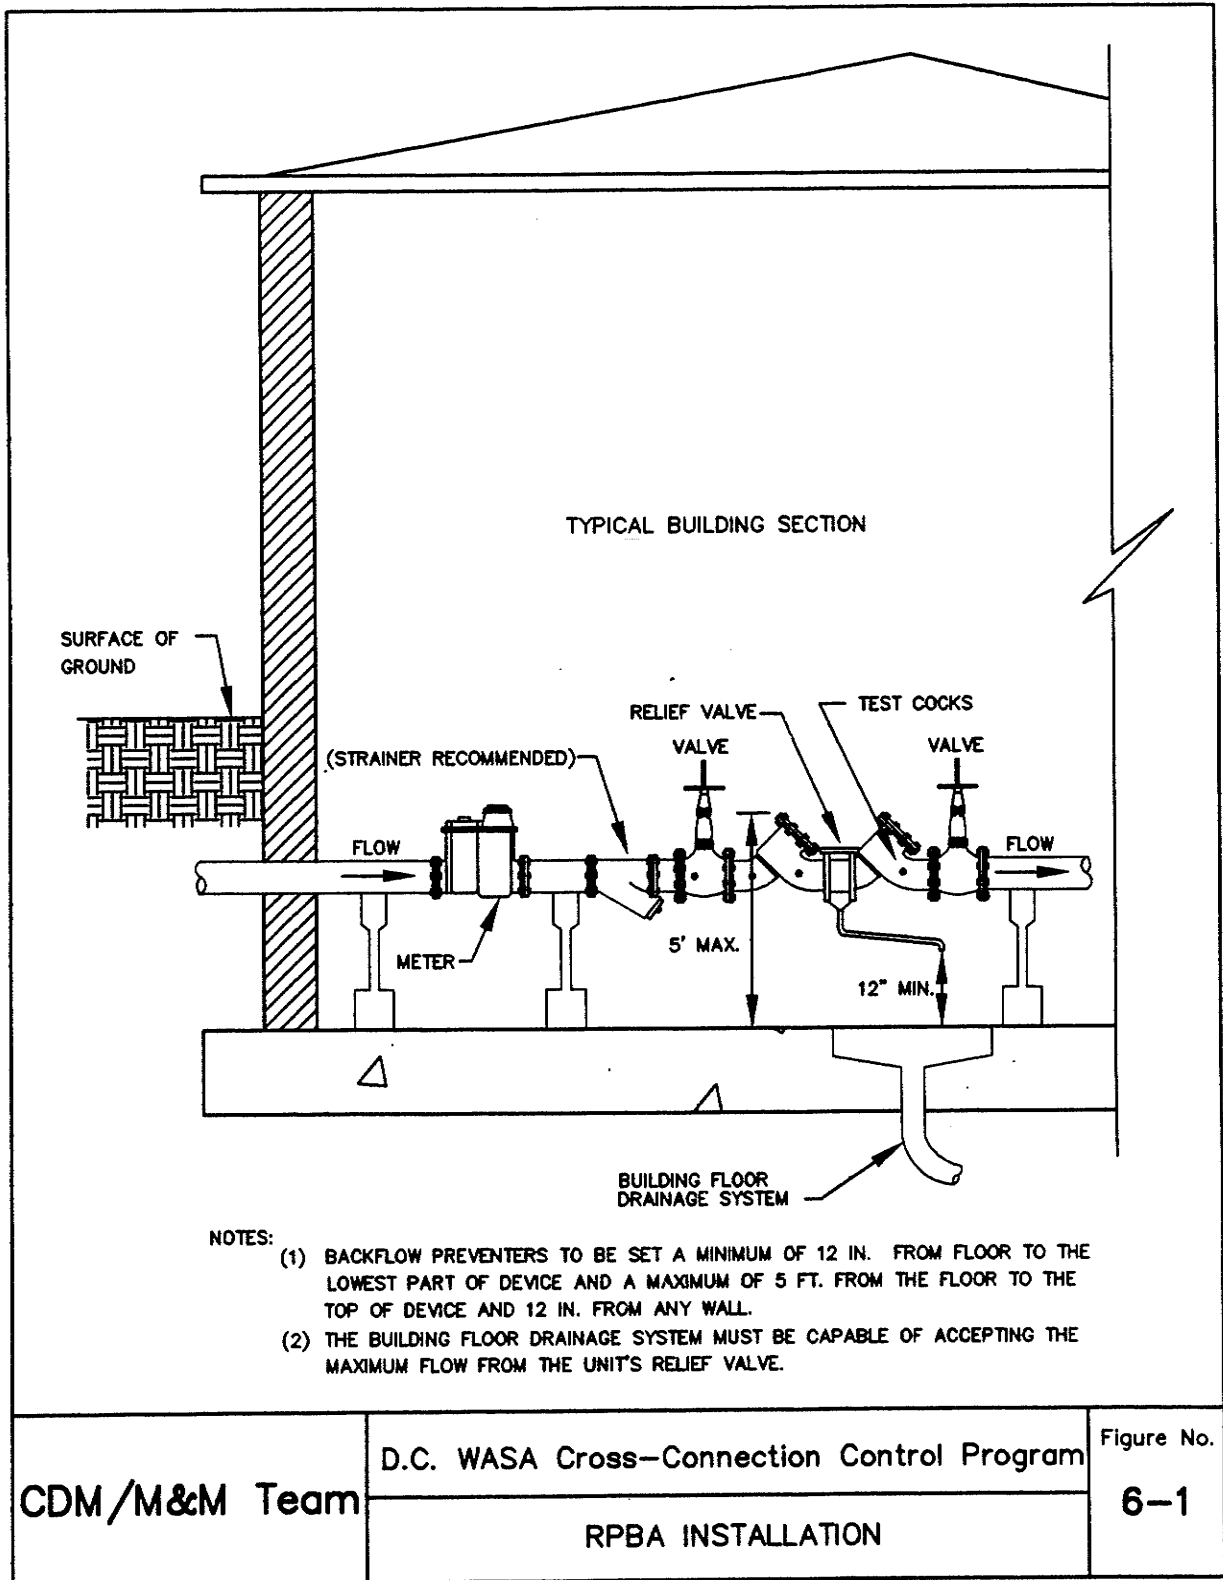 TYPICAL BUILDING SECTION
SURFACE OF
GROUND
RELIEF VALVE
TEST COCKS
(STRAINER RECOMMENDED)
VALVE
VALVE
FLOW
FLOW
METER
5' MAX.
12" MIN.
BUILDING FLOOR
DRAINAGE SYSTEM
NOTES:
(1) BACKFLOW PREVENTERS TO BE SET A MINIMUM OF 12 IN. FROM FLOOR TO THE
LOWEST PART OF DEVICE AND A MAXIMUM OF 5 FT. FROM THE FLOOR TO THE
TOP OF DEVICE AND 12 IN. FROM ANY WALL.
(2) THE BUILDING FLOOR DRAINAGE SYSTEM MUST BE CAPABLE OF ACCEPTING THE
MAXIMUM FLOW FROM THE UNIT'S RELIEF VALVE.
CDM/M&M Team
D.C. WASA Cross-Connection Control Program
RPBA INSTALLATION
Figure No.
6-1